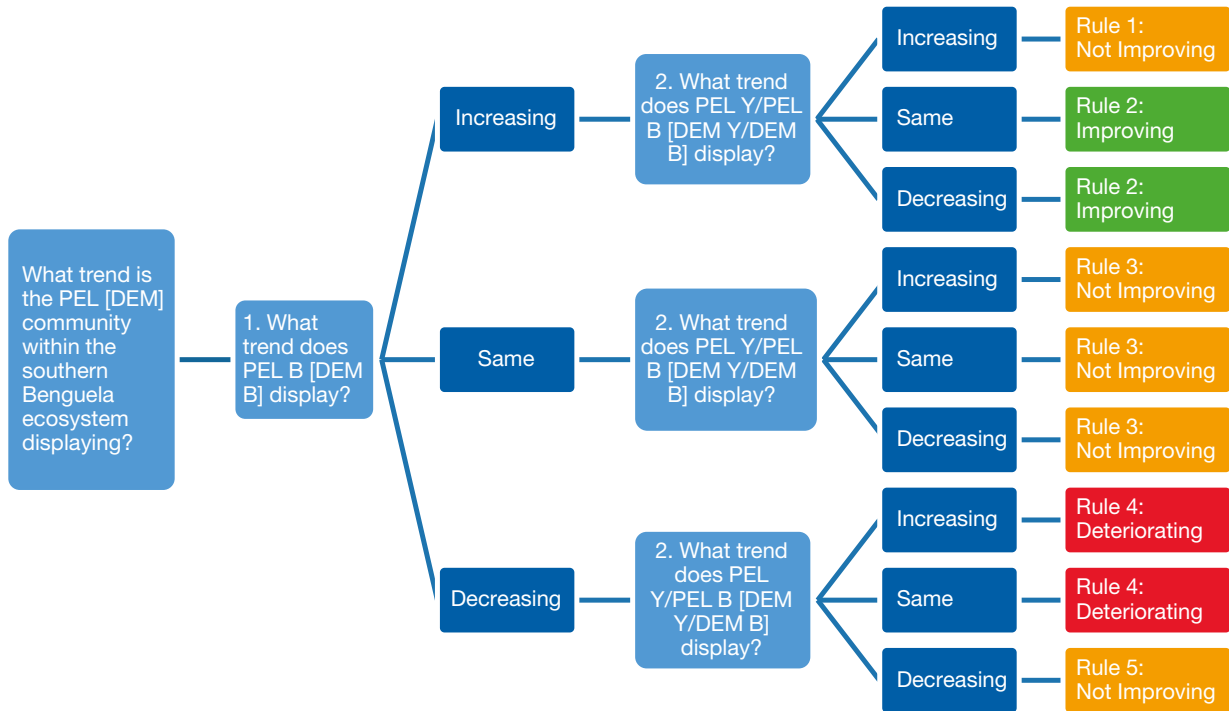 What trend is
the PEL [DEM]
community
within the
southern
Benguela
ecosystem
displaying?
1. What
trend does
PEL B [DEM
B] display?
Increasing
2. What trend
does PEL Y/PEL
B [DEM Y/DEM
B] display?
Increasing
Rule 1:
Not Improving
Same
Rule 2:
Improving
Decreasing
Rule 2:
Improving
Same
2. What trend
does PEL Y/PEL
B [DEM Y/DEM
B] display?
Increasing
Rule 3:
Not Improving
Same
Rule 3:
Not Improving
Decreasing
Rule 3:
Not Improving
Decreasing
2. What trend
does PEL
Y/PEL B [DEM
Y/DEM B]
display?
Increasing
Rule 4:
Deteriorating
Same
Rule 4:
Deteriorating
Decreasing
Rule 5:
Not Improving